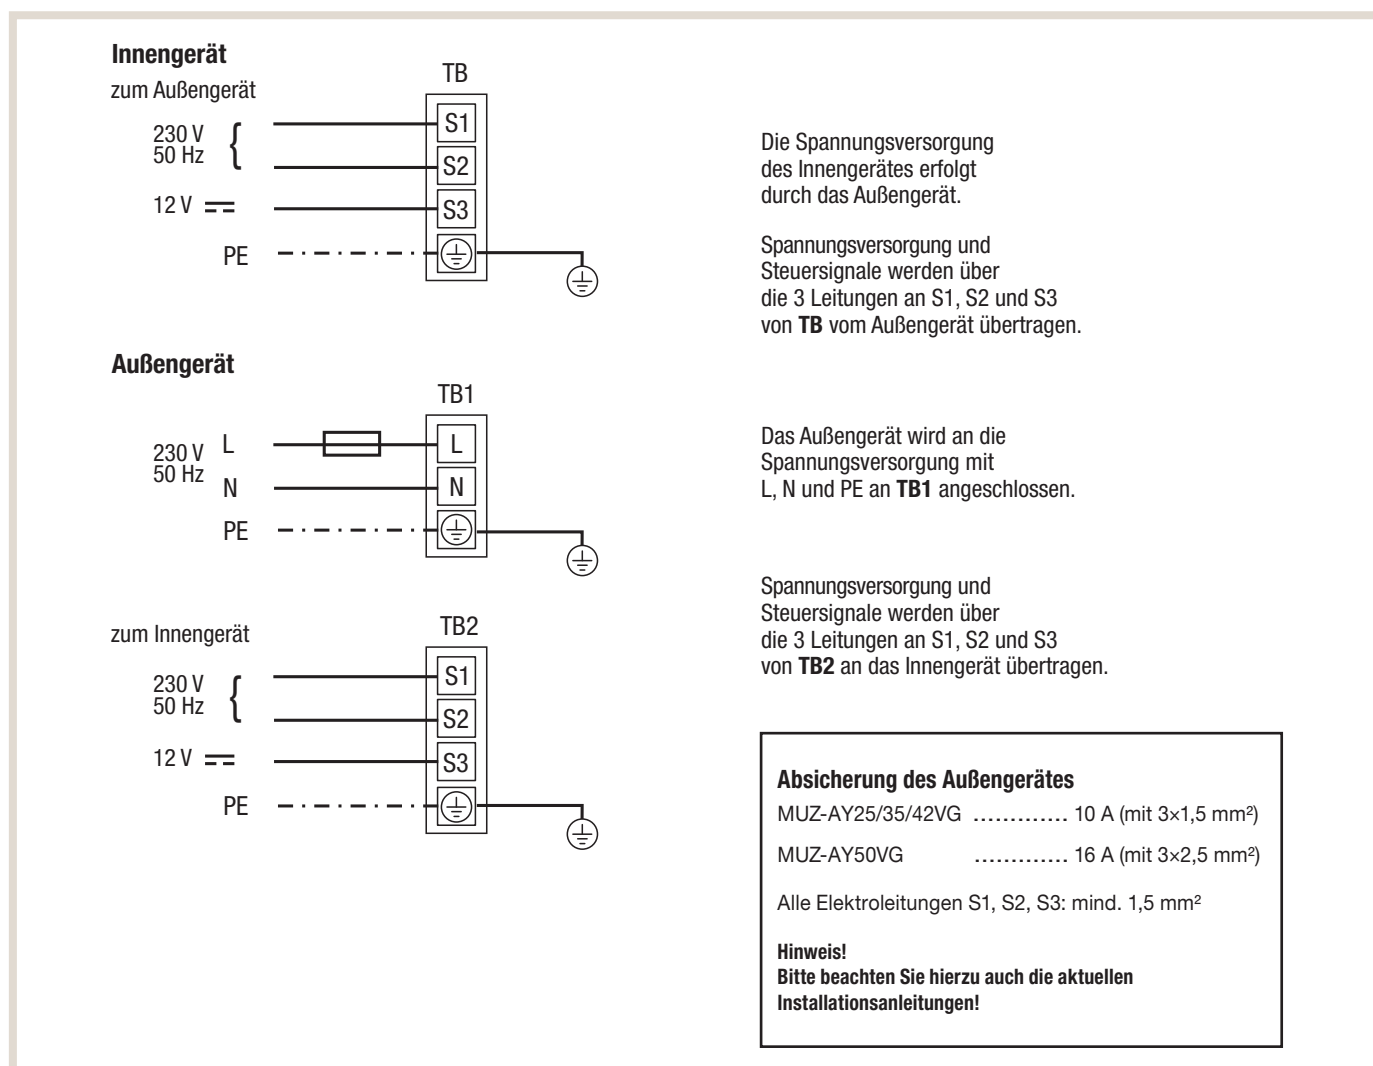 Innengerät
zum Außengerät
TB
230 V
50 Hz
S1
S2
12 V
S3
PE
Die Spannungsversorgung
des Innengerätes erfolgt
durch das Außengerät.
Spannungsversorgung und
Steuersignale werden über
die 3 Leitungen an S1, S2 und S3
von TB vom Außengerät übertragen.
Außengerät
TB1
230 V
50 Hz
L
L
N
N
PE
Das Außengerät wird an die
Spannungsversorgung mit
L, N und PE an TB1 angeschlossen.
zum Innengerät
TB2
230 V
50 Hz
S1
S2
12 V
S3
PE
Spannungsversorgung und
Steuersignale werden über
die 3 Leitungen an S1, S2 und S3
von TB2 an das Innengerät übertragen.
Absicherung des Außengerätes
MUZ-AY25/35/42VG ............. 10 A (mit 3×1,5 mm²)
MUZ-AY50VG ............. 16 A (mit 3×2,5 mm²)
Alle Elektroleitungen S1, S2, S3: mind. 1,5 mm²
Hinweis!
Bitte beachten Sie hierzu auch die aktuellen
Installationsanleitungen!